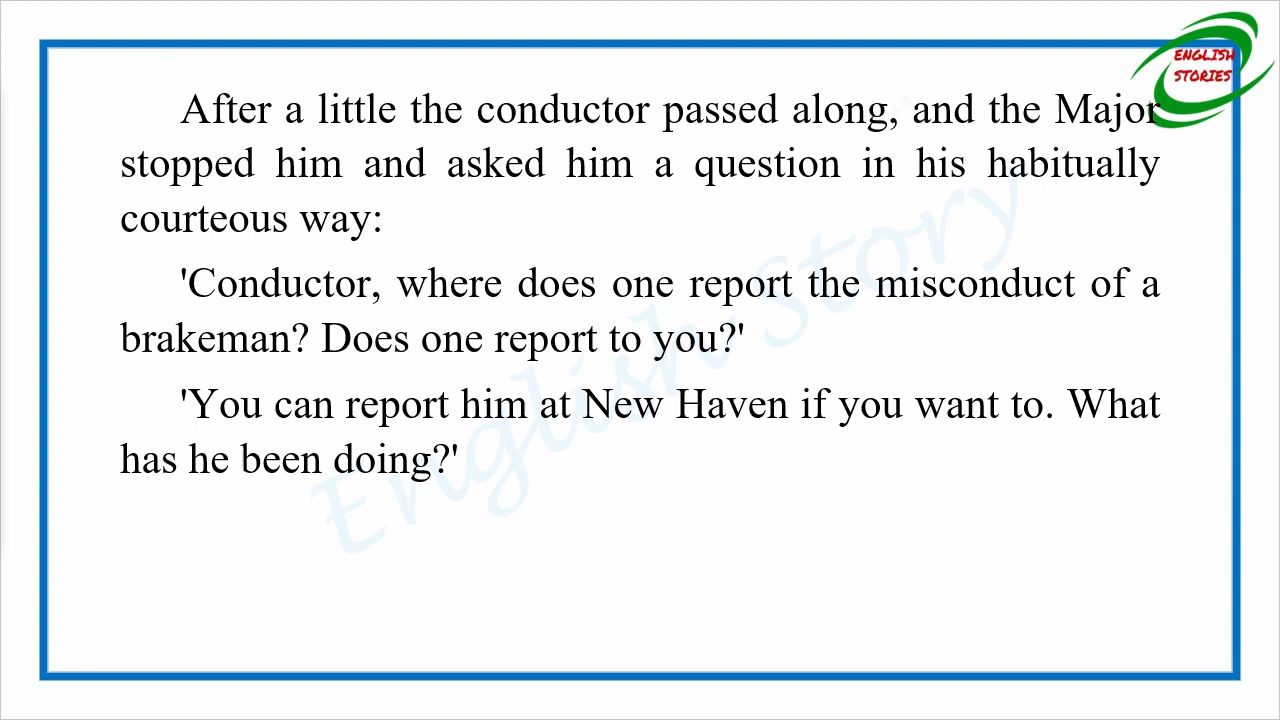 ENGLISH
STORIES
After a little the conductor passed along, and the Major
stopped him and asked him a question in his habitually
courteous way:
'Conductor, where does one report the misconduct of a
brakeman? Does one report to you?'
'You can report him at New Haven if you want to. What
has he been doing?'
English Story